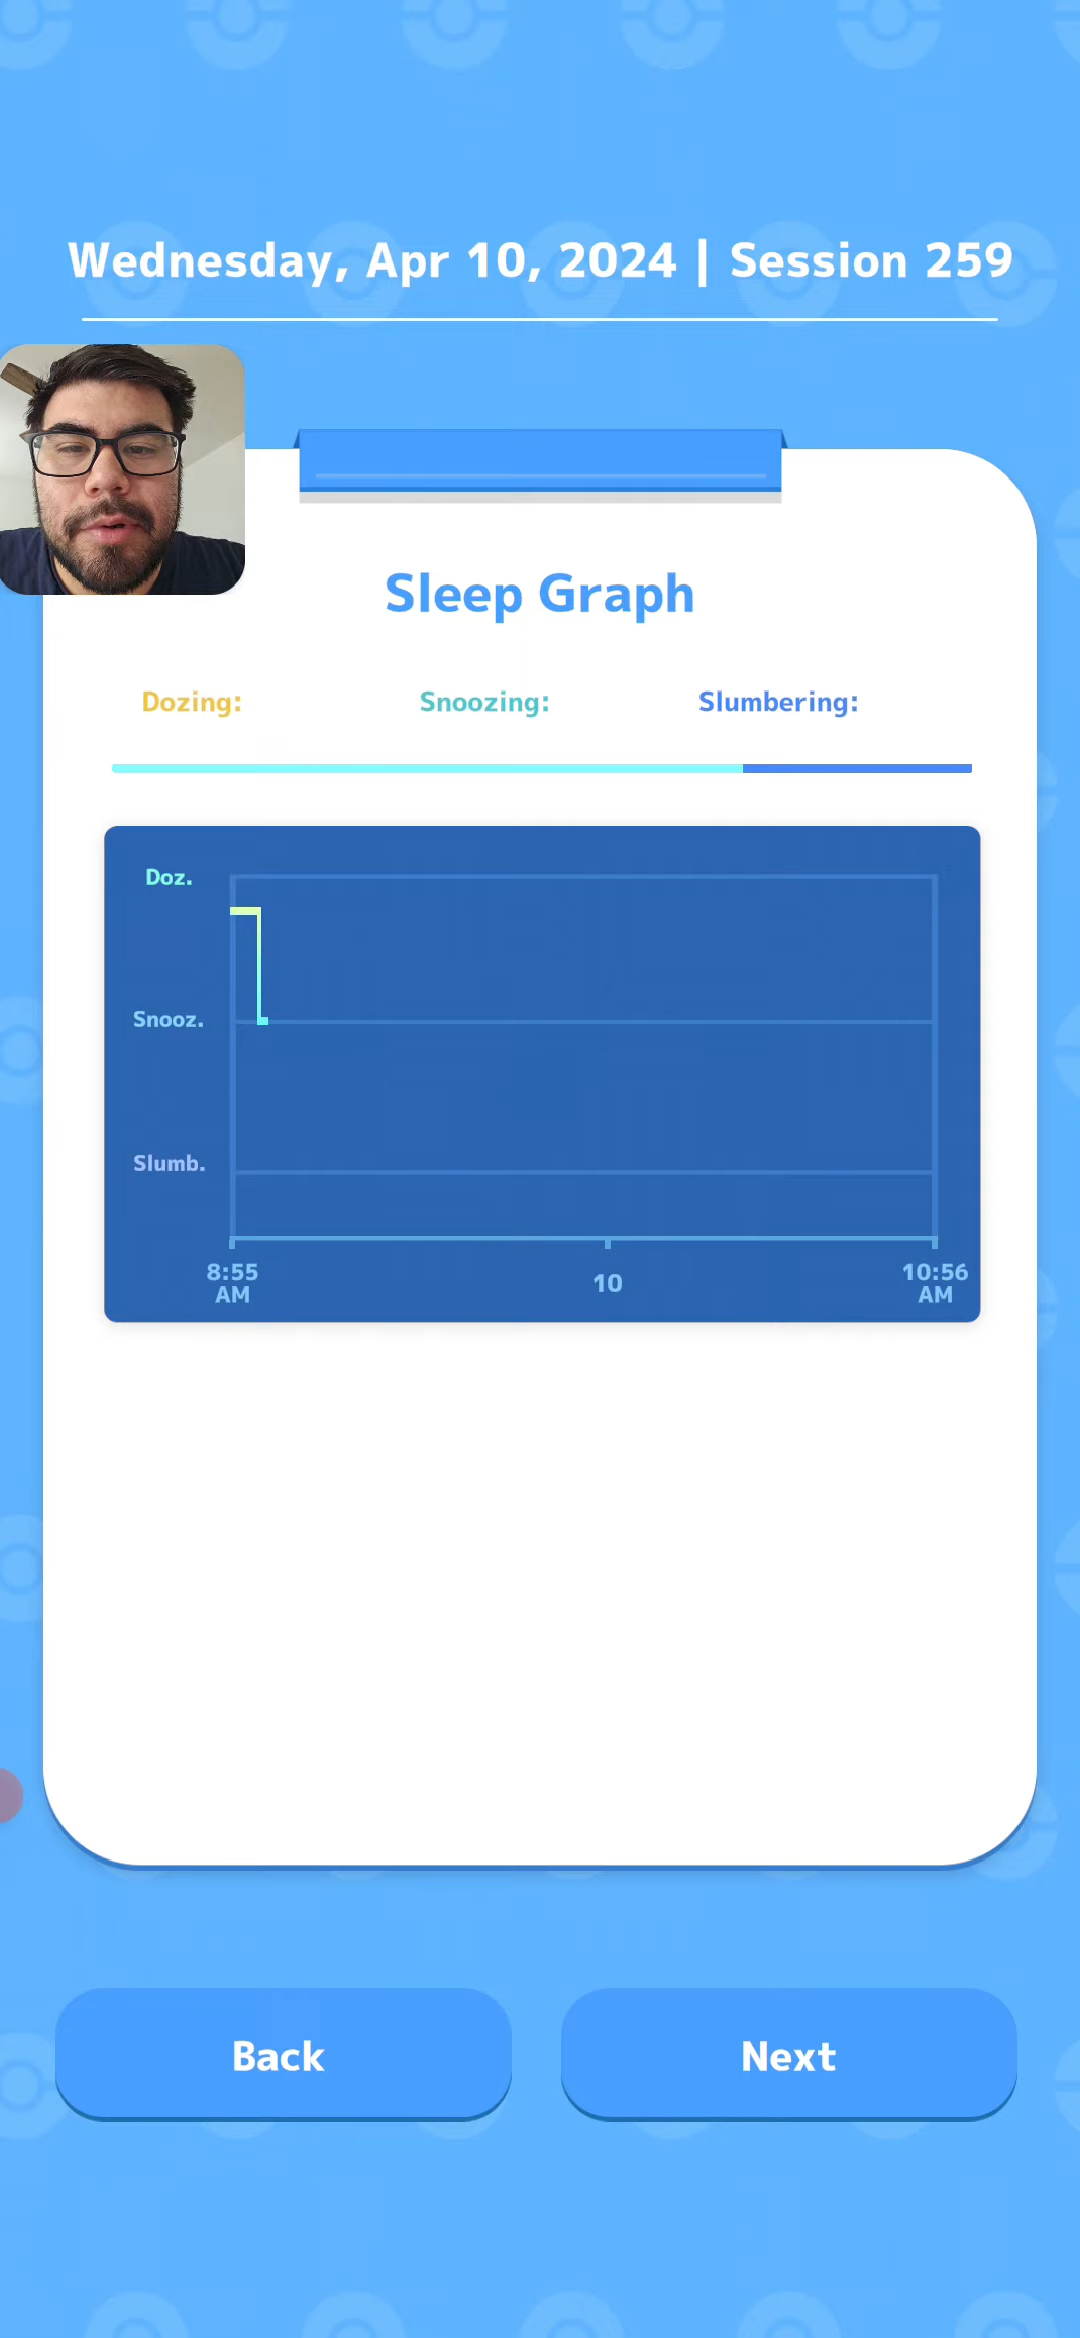 Wednesday, Apr 10, 2024 | Session 259
Sleep Graph
Dozing: Snoozing: Slumbering:
Doz.
Snooz.
Slumb.
8:55 AM 10 10:56 AM
Back Next